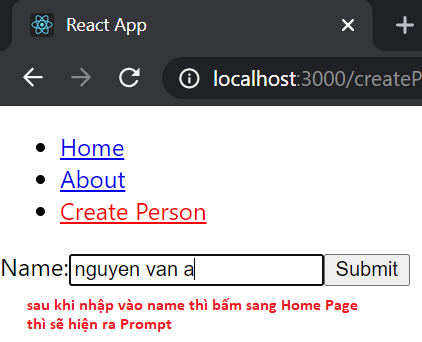 React App
localhost:3000/createP
Home
About
Create Person
Name: nguyen van a Submit
sau khi nhập vào name thì bấm sang Home Page
thì sẽ hiện ra Prompt